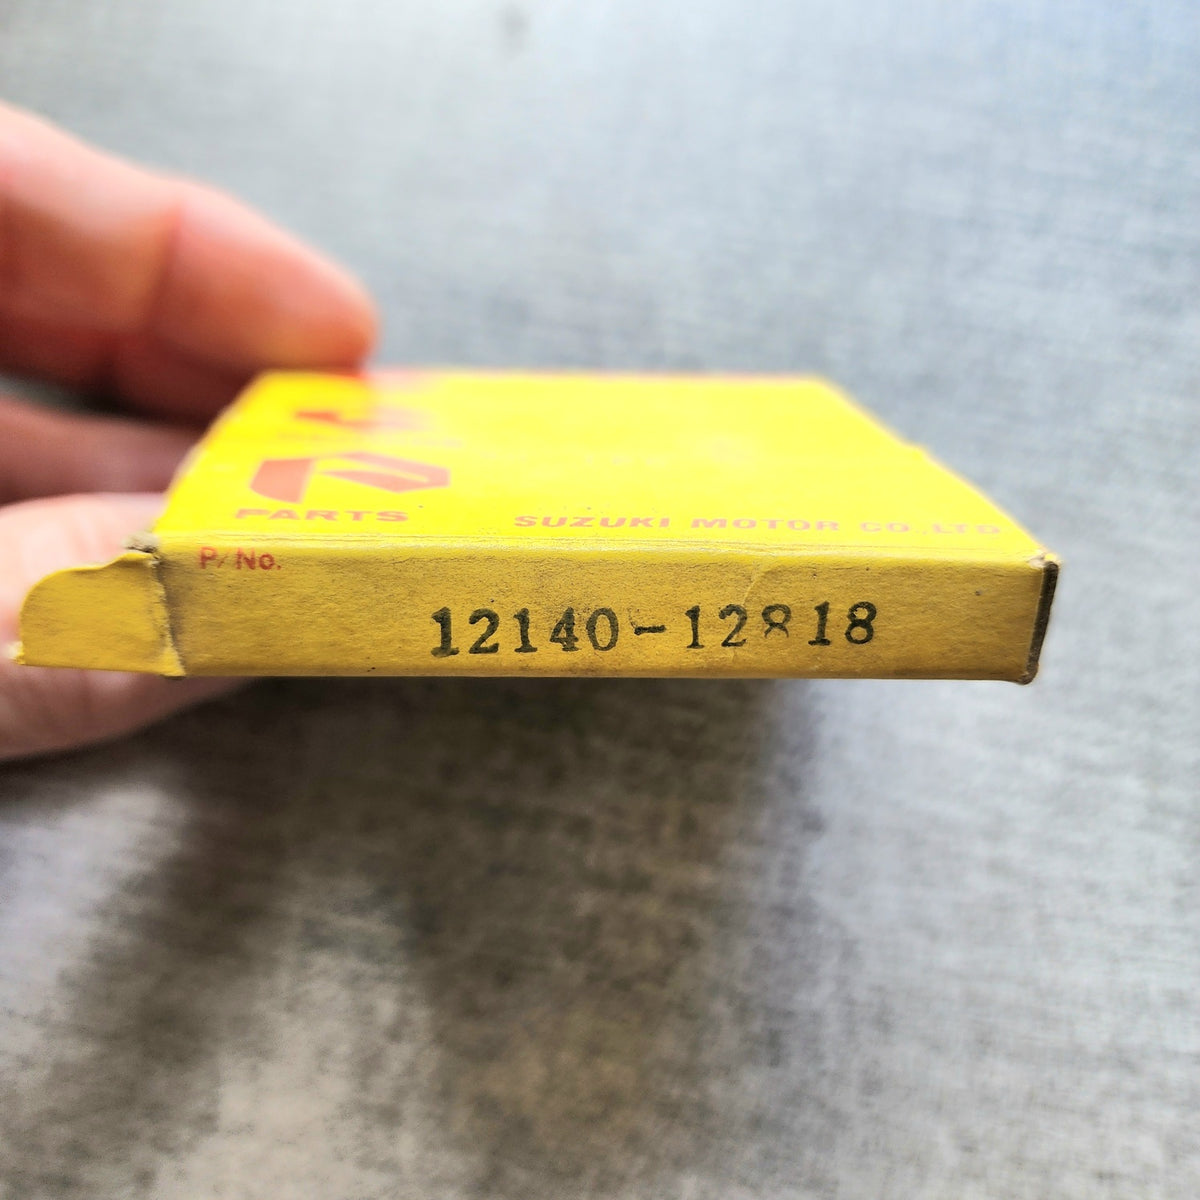 PARTS
SUZUKI MOTOR CO.,LTD
P/No.
12140-12818